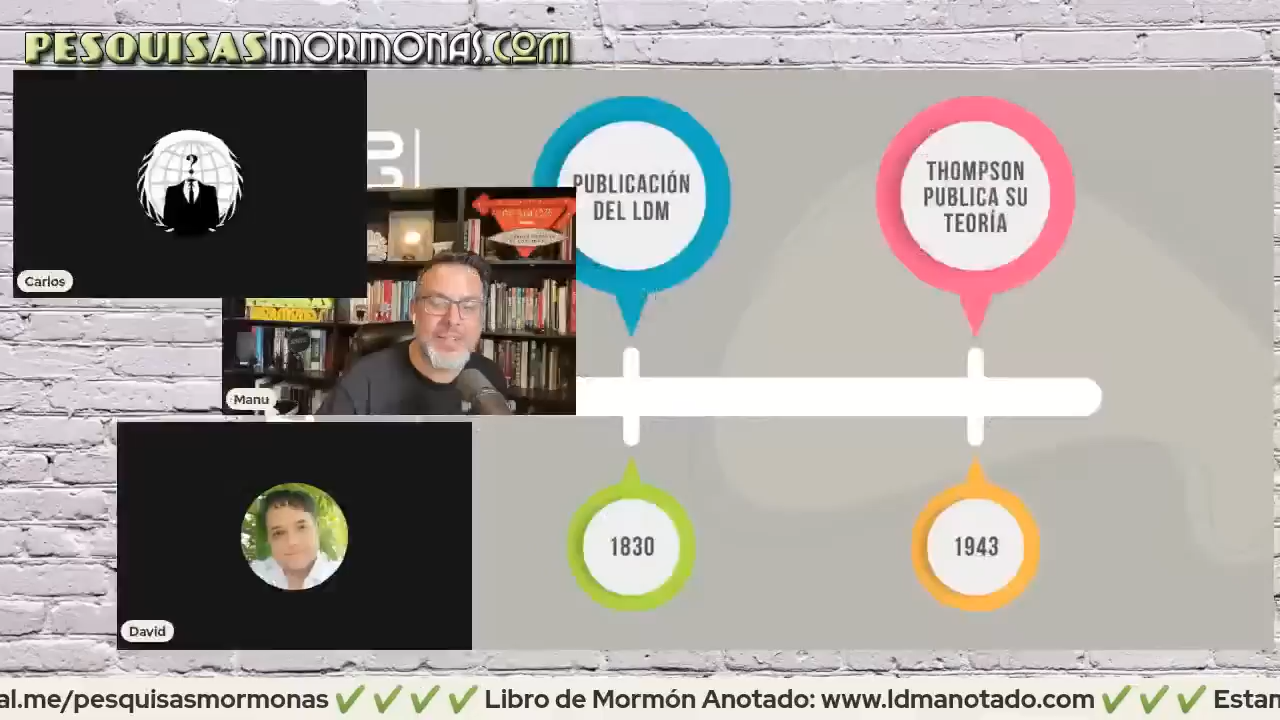 PESQUISASMORMONAS.COM
?
Carlos
PUBLICACIÓN
DEL LDM
THOMPSON
PUBLICA SU
TEORÍA
Manu
1830
1943
David
al.me/pesquisasmormonas ✔✔✔✔ Libro de Mormón Anotado: www.ldmanotado.com ✔✔✔ Estan